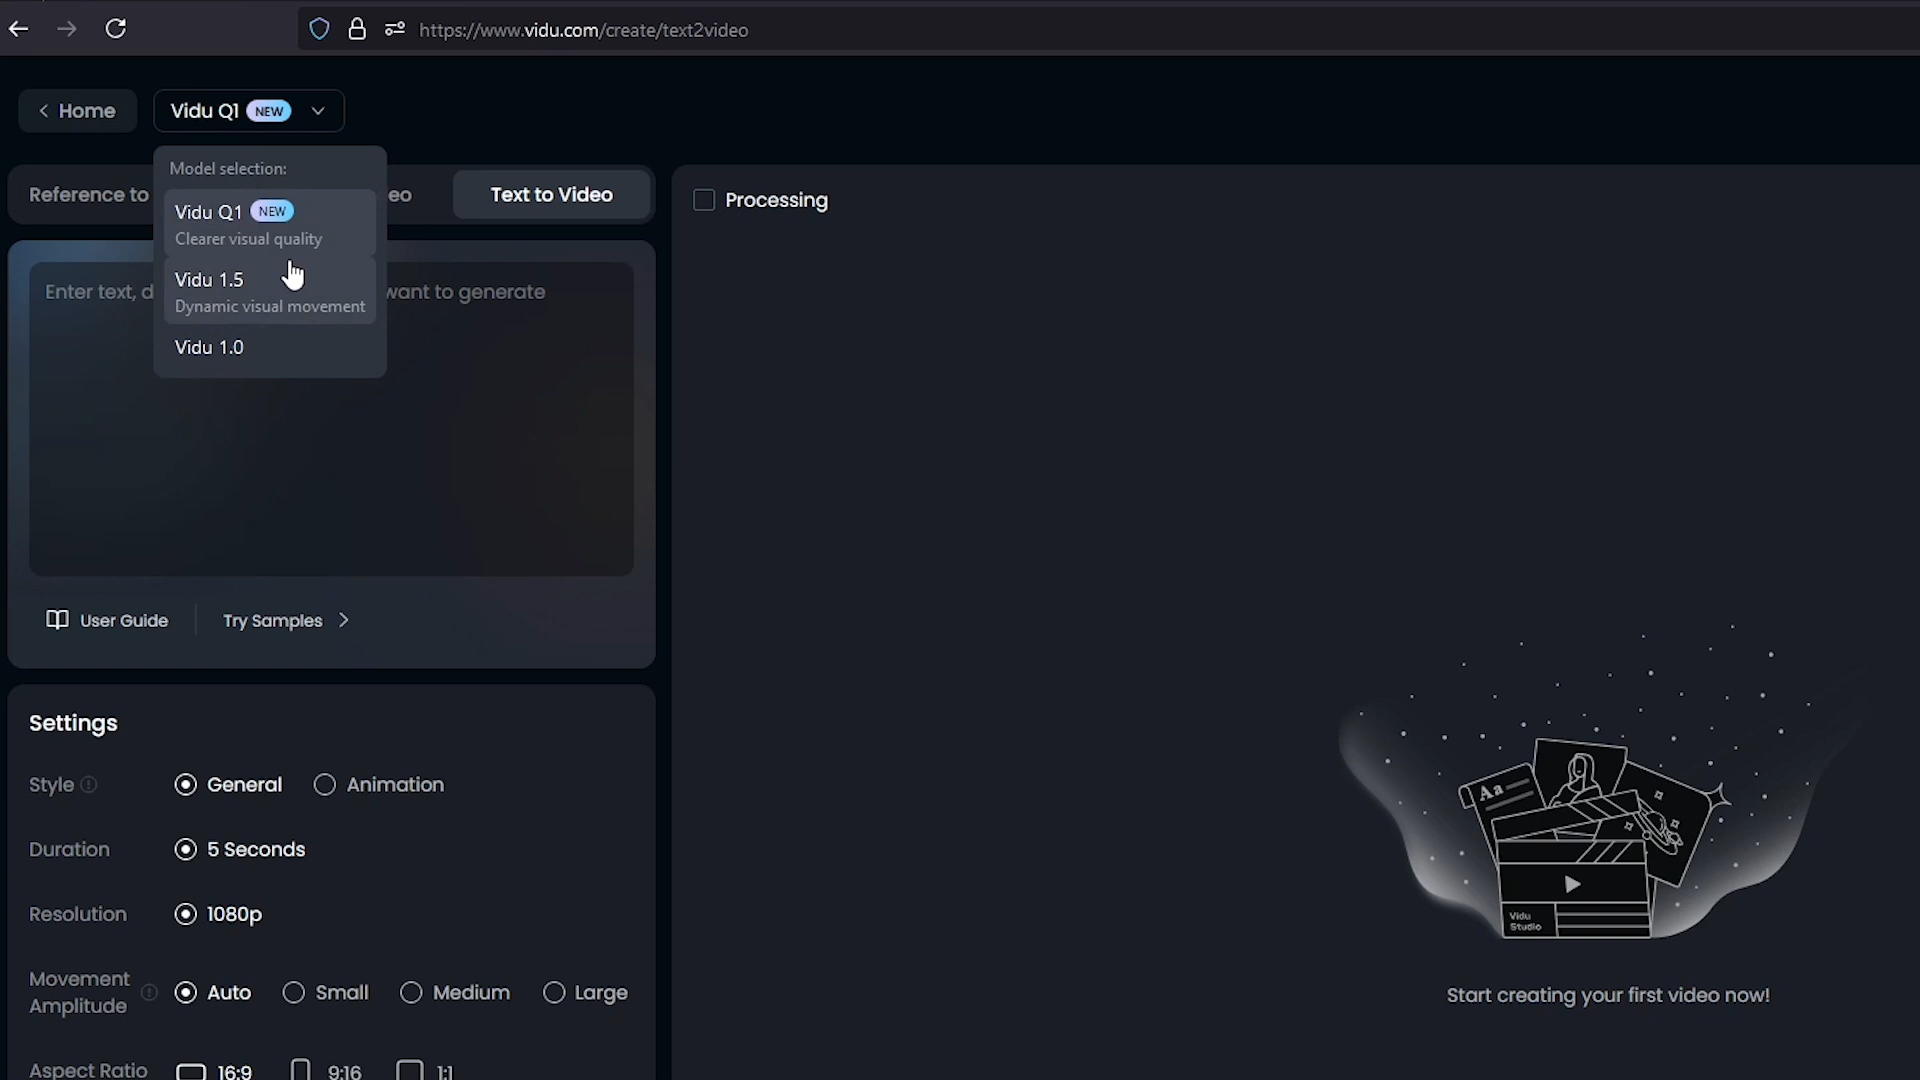 https://www.vidu.com/create/text2video
Home
Vidu Q1 NEW
Model selection:
Reference to
eo
Text to Video
Vidu Q1 NEW
Clearer visual quality
Vidu 1.5
Dynamic visual movement
Vidu 1.0
Enter text, d
want to generate
User Guide
Try Samples
Processing
Settings
Style
General
Animation
Duration
5 Seconds
Resolution
1080p
Movement
Amplitude
Auto
Small
Medium
Large
Aspect Ratio
16:9
9:16
1:1
Aa
Vidu
Studio
Start creating your first video now!